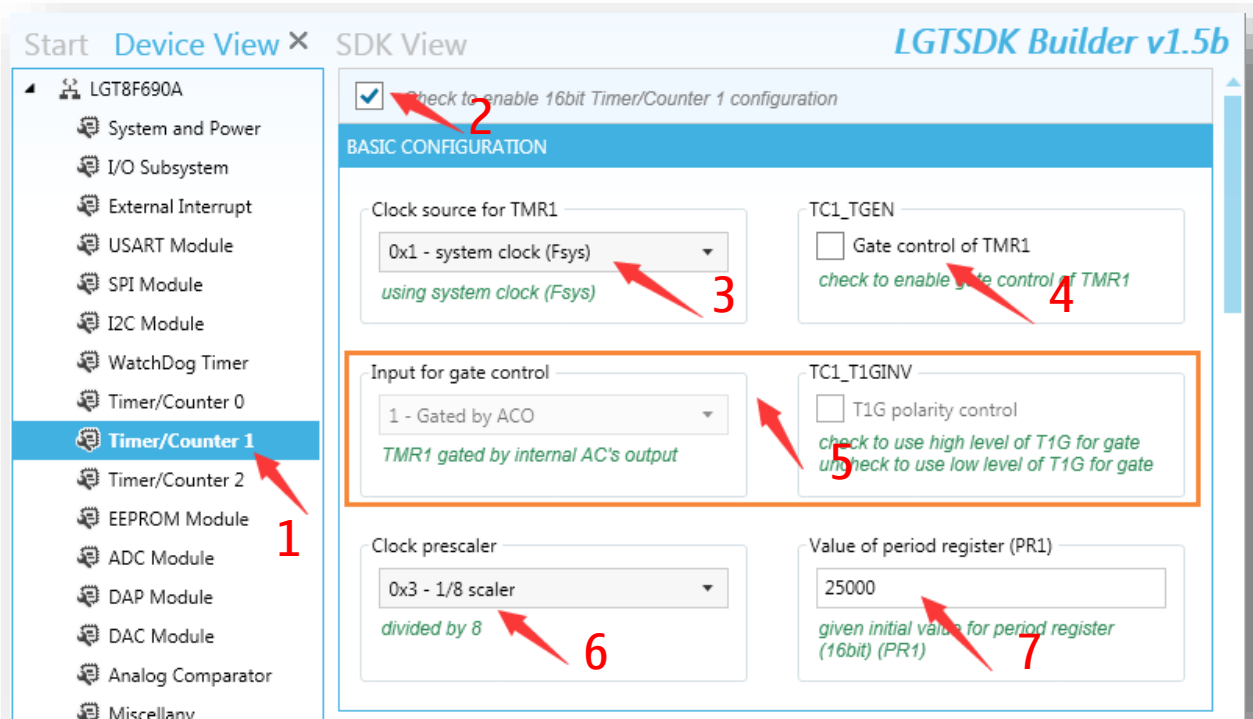 Start Device View × SDK View LGTSDK Builder v1.5b
LGT8F690A
System and Power
I/O Subsystem
External Interrupt
USART Module
SPI Module
I2C Module
WatchDog Timer
Timer/Counter 0
Timer/Counter 1
Timer/Counter 2
EEPROM Module
ADC Module
DAP Module
DAC Module
Analog Comparator
Miscellany
1
Check to enable 16bit Timer/Counter 1 configuration
2
BASIC CONFIGURATION
Clock source for TMR1
0x1 - system clock (Fsys)
using system clock (Fsys)
3
TC1_TGEN
Gate control of TMR1
check to enable gate control of TMR1
4
Input for gate control
1 - Gated by ACO
TMR1 gated by internal AC's output
TC1_T1GINV
T1G polarity control
check to use high level of T1G for gate
uncheck to use low level of T1G for gate
5
Clock prescaler
0x3 - 1/8 scaler
divided by 8
6
Value of period register (PR1)
25000
given initial value for period register
(16bit) (PR1)
7